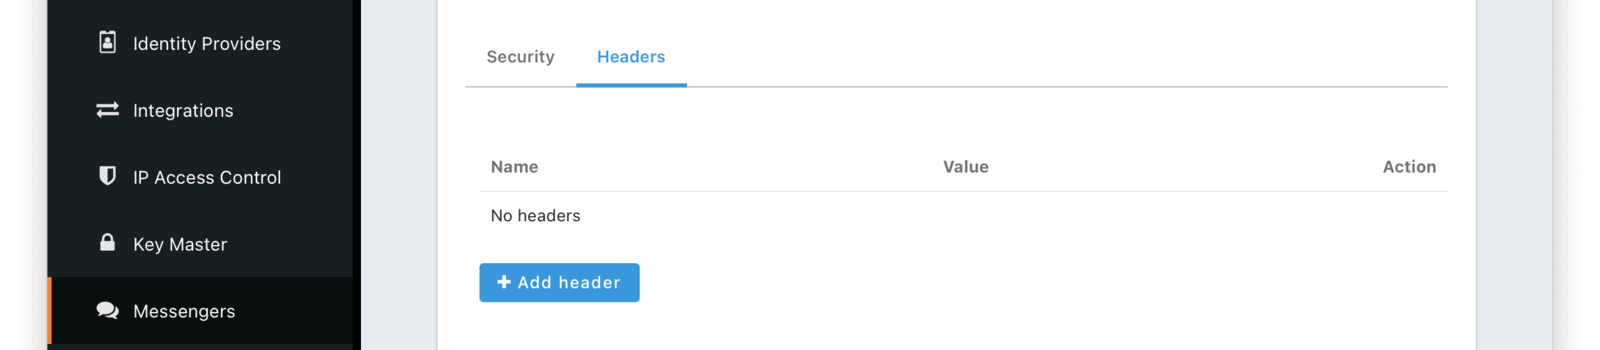 Identity Providers
Integrations
IP Access Control
Key Master
Messengers
Security Headers
Name Value Action
No headers
Add header